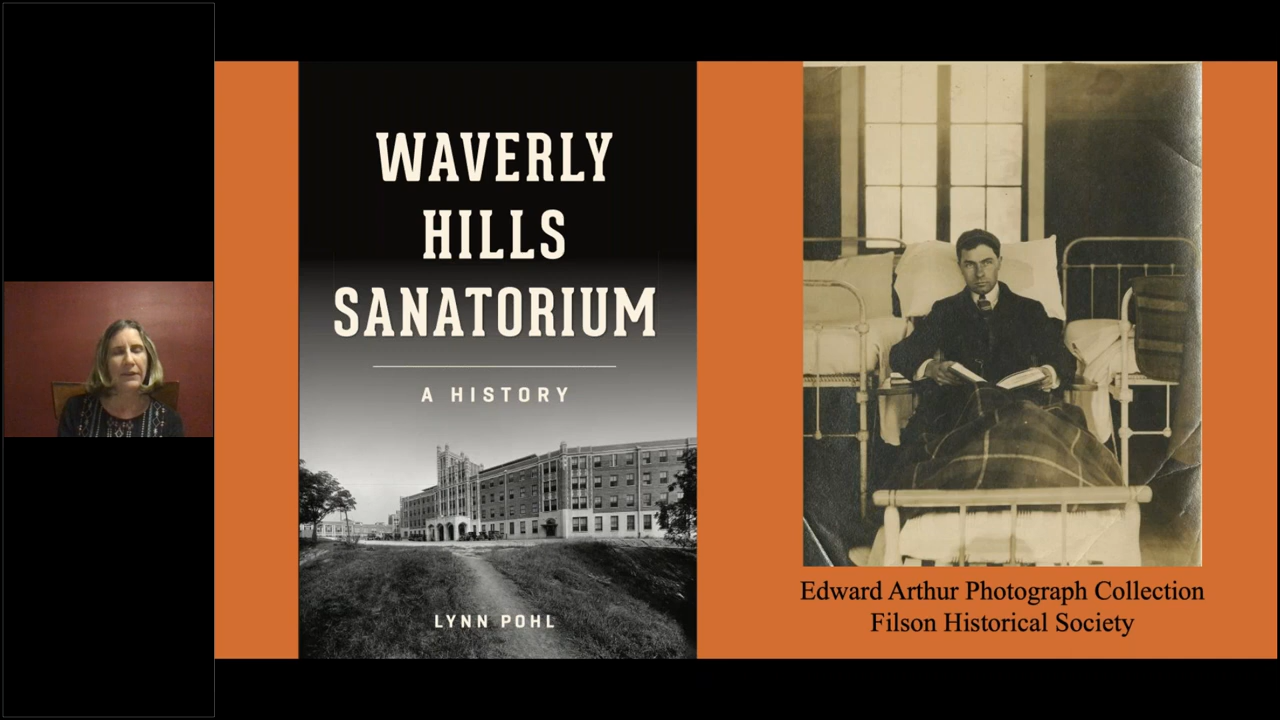 WAVERLY
HILLS
SANATORIUM
A HISTORY
LYNN POHL
Edward Arthur Photograph Collection
Filson Historical Society